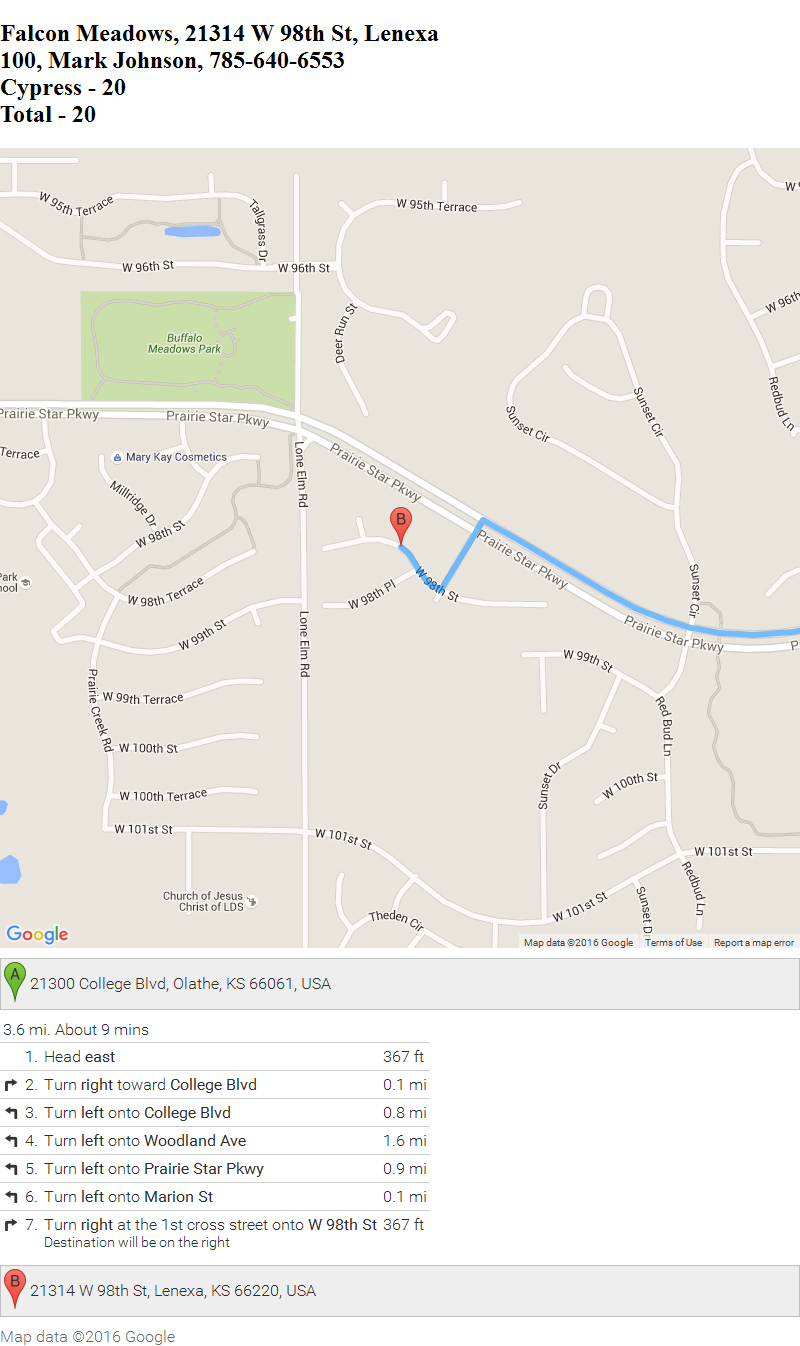 Falcon Meadows, 21314 W 98th St, Lenexa
100, Mark Johnson, 785-640-6553
Cypress - 20
Total - 20
W 95th Terrace
Tallgrass Dr
W 95th Terrace
W 9
W 96th St
W 96th St
W 96th
Buffalo
Meadows Park
Deer Run St
Redbud Ln
Sunset Cir
Sunset Cir
Prairie Star Pkwy
Prairie Star Pkwy
Prairie Star Pkwy
Terrace
Mary Kay Cosmetics
Lone Elm Rd
Millridge Dr
W 98th St
B
Prairie Star Pkwy
Park
ool
W 98th Pl
W 98th St
Sunset Cir
W 98th Terrace
W 99th St
Lone Elm Rd
Prairie Star Pkwy
P
W 99th St
Prairie Creek Rd
W 99th Terrace
Red Bud Ln
W 100th St
Sunset Dr
W 100th St
W 100th Terrace
W 101st St
W 101st St
W 101st St
Redbud Ln
Church of Jesus
Christ of LDS
Theden Cir
W 101st St
Sunset Dr
Google
Map data ©2016 Google Terms of Use Report a map error
A 21300 College Blvd, Olathe, KS 66061, USA
3.6 mi. About 9 mins
1. Head east 367 ft
2. Turn right toward College Blvd 0.1 mi
3. Turn left onto College Blvd 0.8 mi
4. Turn left onto Woodland Ave 1.6 mi
5. Turn left onto Prairie Star Pkwy 0.9 mi
6. Turn left onto Marion St 0.1 mi
7. Turn right at the 1st cross street onto W 98th St 367 ft
Destination will be on the right
B 21314 W 98th St, Lenexa, KS 66220, USA
Map data ©2016 Google